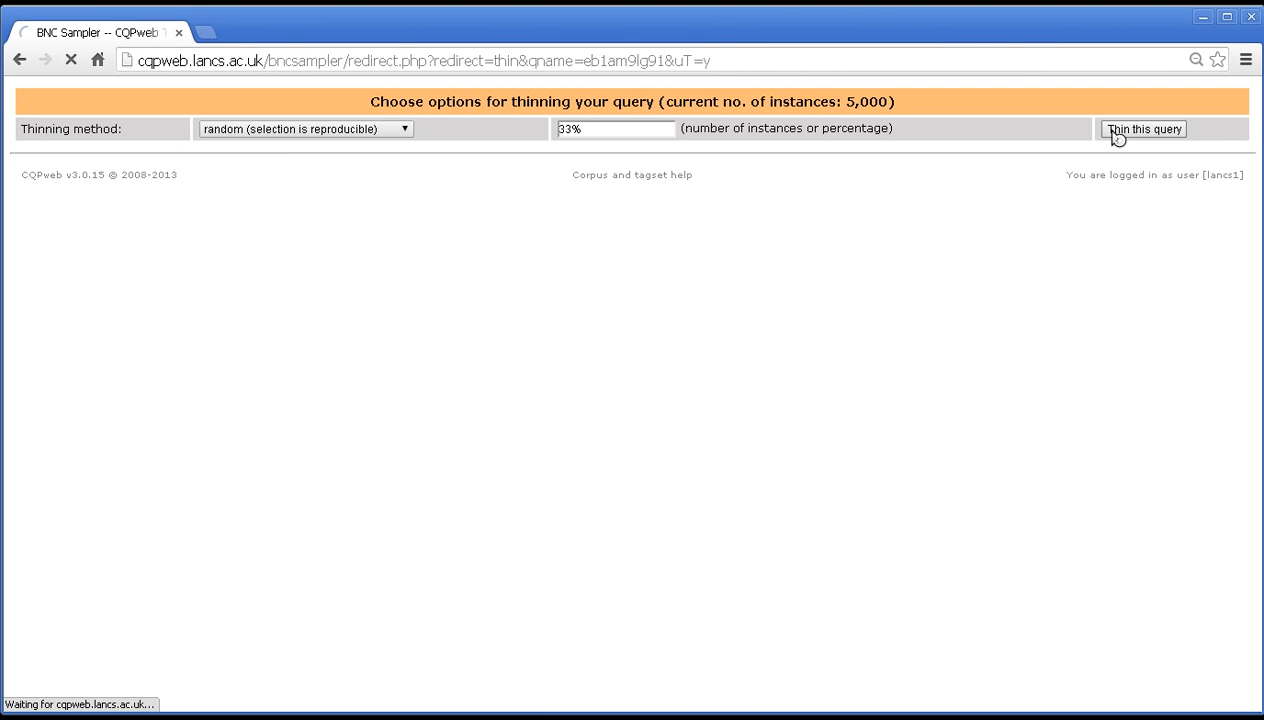 BNC Sampler -- CQPweb
cqpweb.lancs.ac.uk/bncsampler/redirect.php?redirect=thin&qname=eb1am9lg91&uT=y
Choose options for thinning your query (current no. of instances: 5,000)
Thinning method: random (selection is reproducible) 33% (number of instances or percentage) Thin this query
CQPweb v3.0.15 © 2008-2013 Corpus and tagset help You are logged in as user [lancs1]
Waiting for cqpweb.lancs.ac.uk...